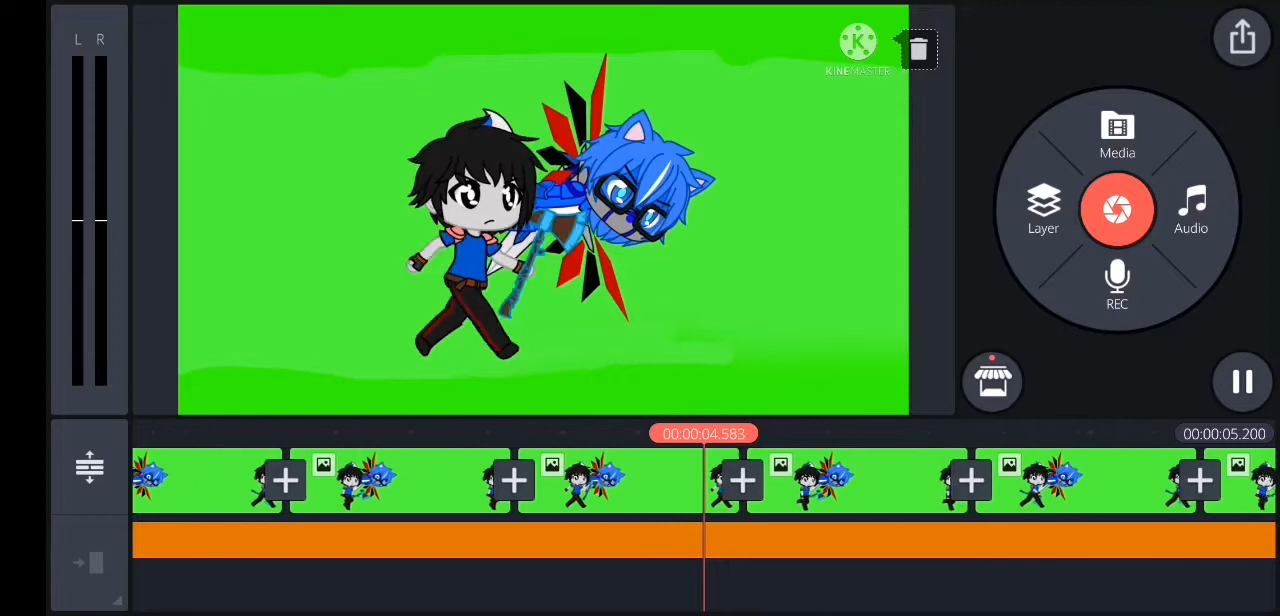 L R
K
KINEMASTER
Media
Layer
Audio
REC
00:00:04.583
00:00:05.200